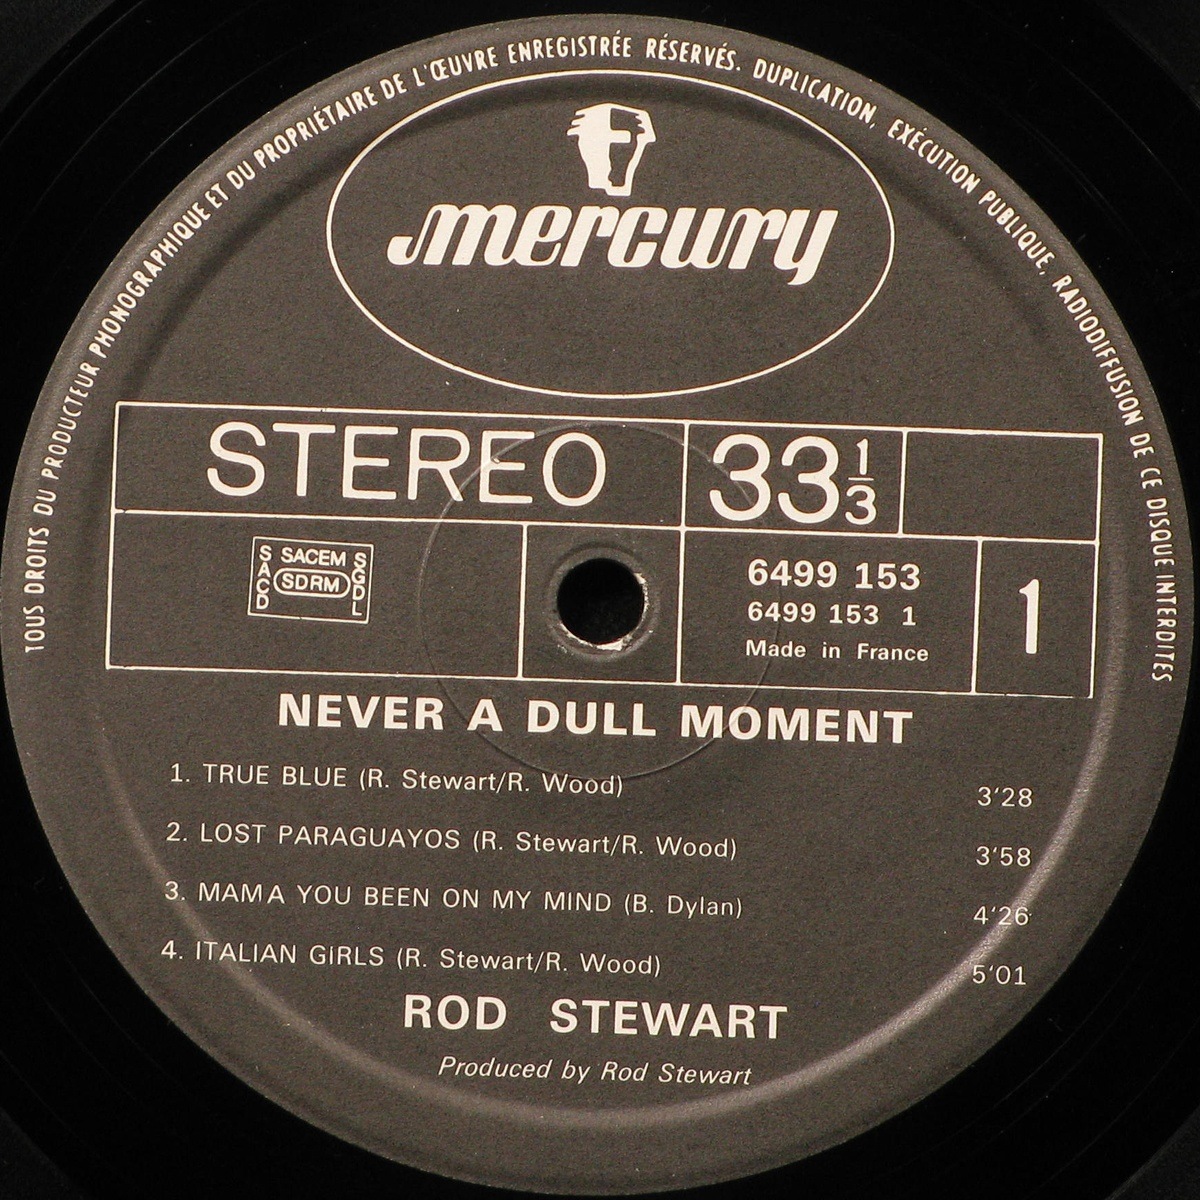 TOUS DROITS DU PRODUCTEUR PHONOGRAPHIQUE ET DU PROPRIÉTAIRE DE L'ŒUVRE ENREGISTRÉE RÉSERVÉS. DUPLICATION, EXÉCUTION PUBLIQUE, RADIODIFFUSION DE CE DISQUE INTERDITES
mercury
STEREO 33 1/3
SACD SACEM SDRM SGDL
6499 153
6499 153 1
Made in France
1
NEVER A DULL MOMENT
1. TRUE BLUE (R. Stewart/R. Wood) 3'28
2. LOST PARAGUAYOS (R. Stewart/R. Wood) 3'58
3. MAMA YOU BEEN ON MY MIND (B. Dylan) 4'26
4. ITALIAN GIRLS (R. Stewart/R. Wood) 5'01
ROD STEWART
Produced by Rod Stewart